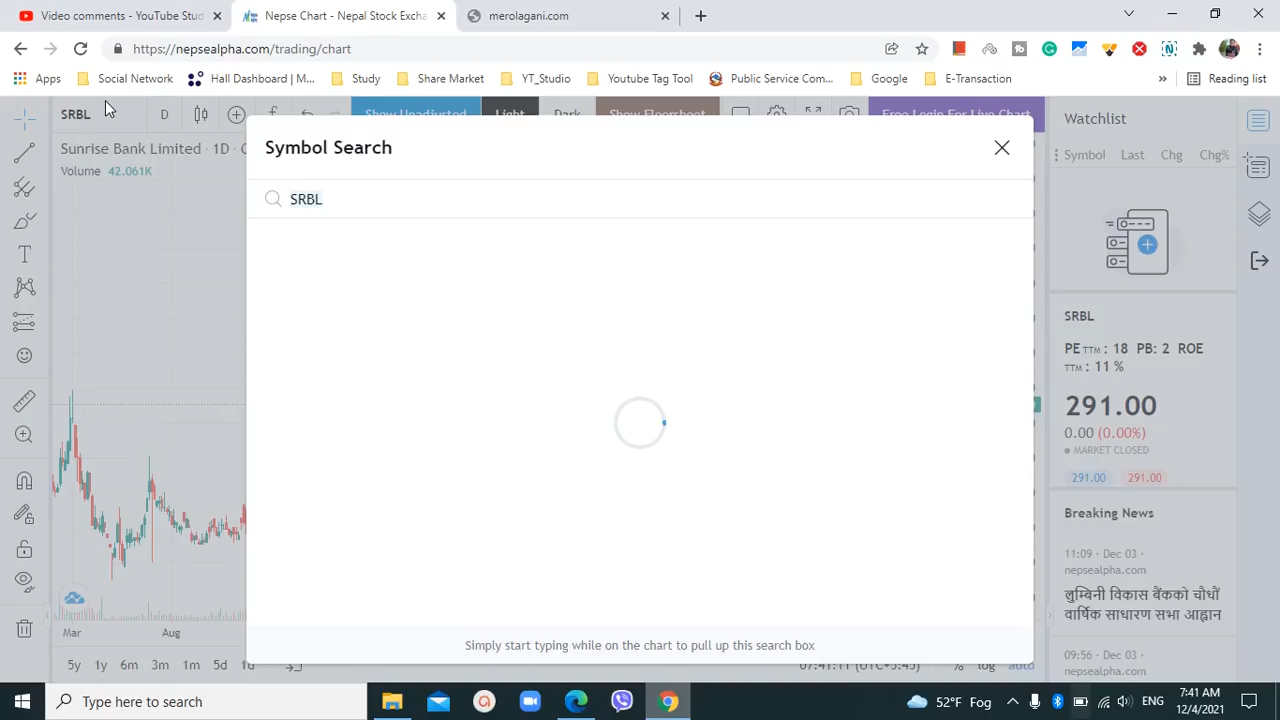 Video comments - YouTube Stud
Nepse Chart - Nepal Stock Excha
merolagani.com
https://nepsealpha.com/trading/chart
Apps
Social Network
Hall Dashboard | M...
Study
Share Market
YT_Studio
Youtube Tag Tool
Public Service Com...
Google
E-Transaction
»
Reading list
SRBL
D
Show Unadjusted
Light
Dark
Show Floorsheet
Free Login For Live Chart
Watchlist
Symbol Last Chg Chg%
Sunrise Bank Limited · 1D ·
Volume 42.061K
Symbol Search
SRBL
Simply start typing while on the chart to pull up this search box
SRBL
PE TTM : 18 PB: 2 ROE
TTM : 11 %
291.00
0.00 (0.00%)
MARKET CLOSED
291.00 291.00
Breaking News
11:09 · Dec 03 ·
nepsealpha.com
लुम्बिनी विकास बैंकको चौधौं
वार्षिक साधारण सभा आह्वान
09:56 · Dec 03 ·
nepsealpha.com
Mar Aug
5y 1y 6m 3m 1m 5d 1d
07:41:11 (UTC+5:45)
% log auto
Type here to search
52°F Fog
ENG
7:41 AM
12/4/2021